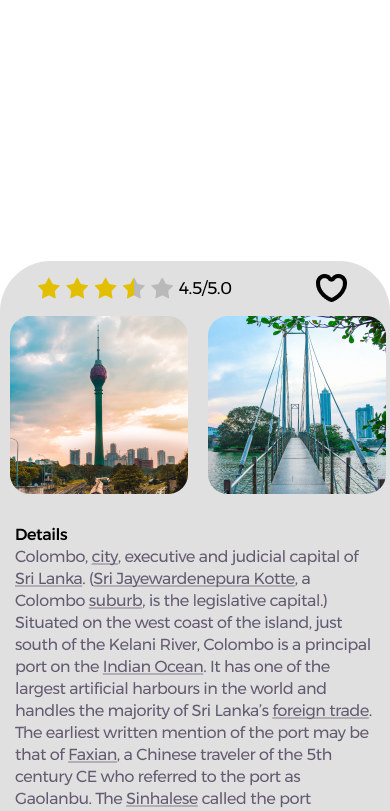 4.5/5.0
Details
Colombo, city, executive and judicial capital of
Sri Lanka. (Sri Jayewardenepura Kotte, a
Colombo suburb, is the legislative capital.)
Situated on the west coast of the island, just
south of the Kelani River, Colombo is a principal
port on the Indian Ocean. It has one of the
largest artificial harbours in the world and
handles the majority of Sri Lanka’s foreign trade.
The earliest written mention of the port may be
that of Faxian, a Chinese traveler of the 5th
century CE who referred to the port as
Gaolanbu. The Sinhalese called the port